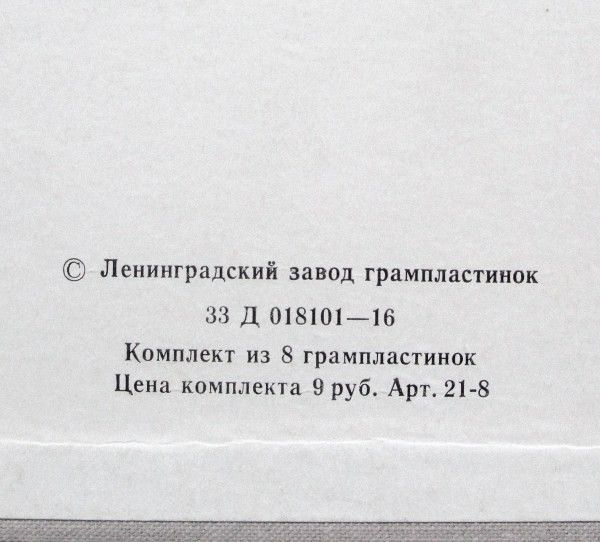 © Ленинградский завод грампластинок
33 Д 018101—16
Комплект из 8 грампластинок
Цена комплекта 9 руб. Арт. 21-8